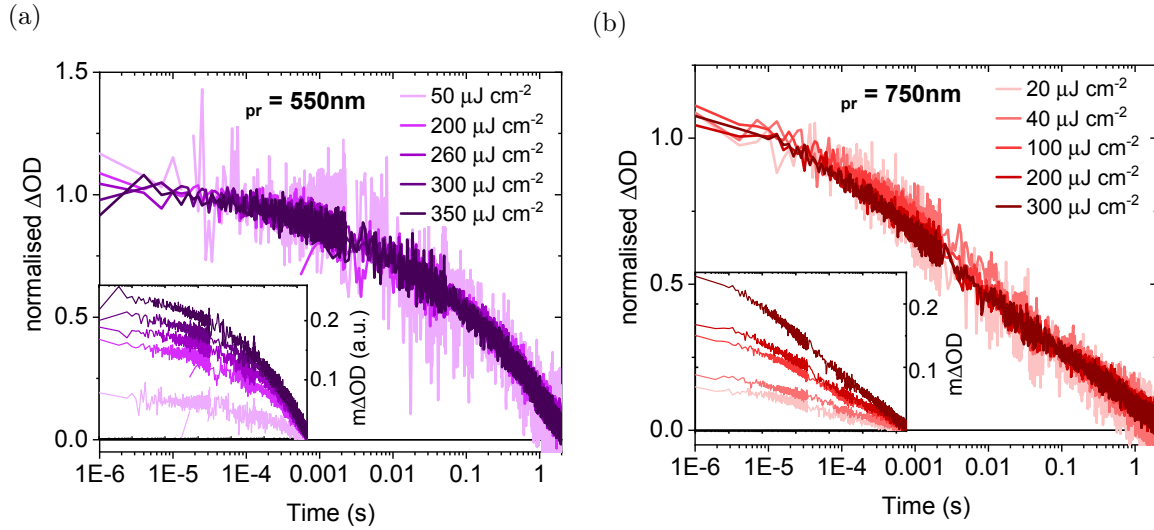 (a)
1.5
1.0
0.5
0.0
normalised ΔOD
pr = 550nm
50 μJ cm-2
200 μJ cm-2
260 μJ cm-2
300 μJ cm-2
350 μJ cm-2
0.2
0.1
mΔOD (a.u.)
1E-6 1E-5 1E-4 0.001 0.01 0.1 1
Time (s)
(b)
1.0
0.5
0.0
normalised ΔOD
pr = 750nm
20 μJ cm-2
40 μJ cm-2
100 μJ cm-2
200 μJ cm-2
300 μJ cm-2
0.2
0.1
mΔOD
1E-6 1E-5 1E-4 0.001 0.01 0.1 1
Time (s)